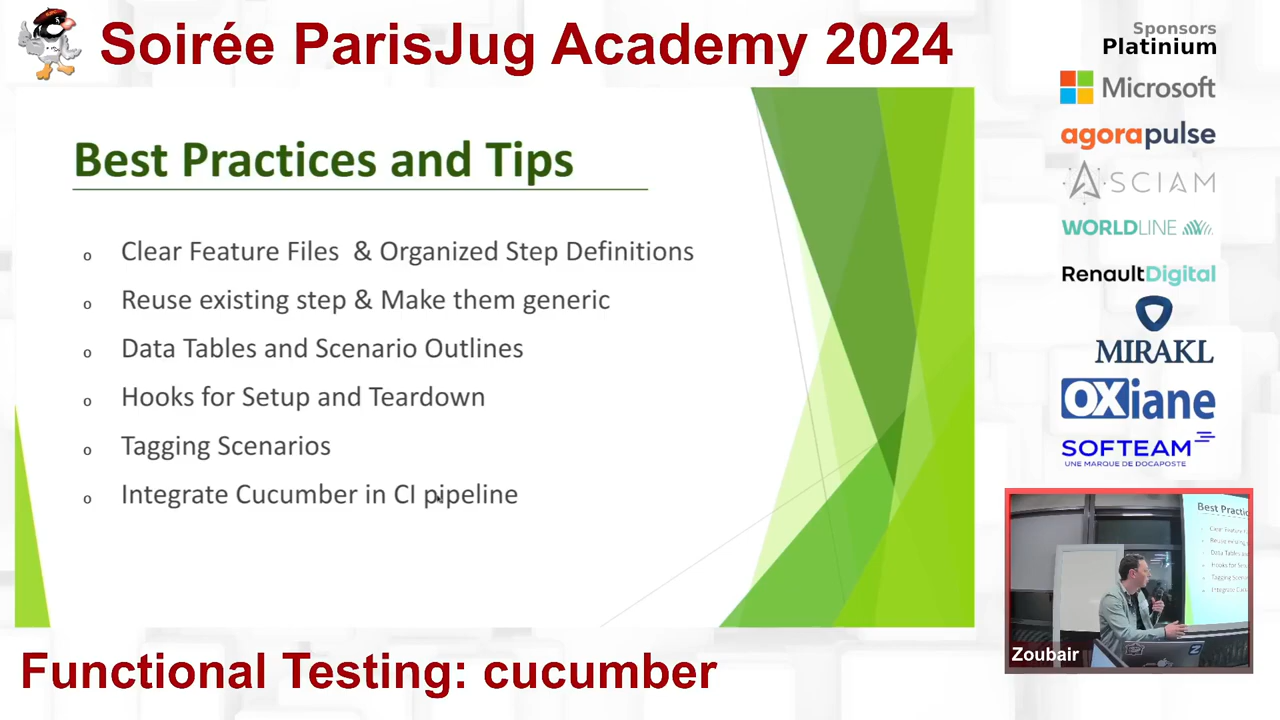 Soirée ParisJug Academy 2024
Sponsors
Platinium
Microsoft
agorapulse
ASCIAM
WORLDLINE
RenaultDigital
MIRAKL
OXiane
SOFTEAM
UNE MARQUE DE DOCAPOSTE
Best Practices and Tips
o Clear Feature Files & Organized Step Definitions
o Reuse existing step & Make them generic
o Data Tables and Scenario Outlines
o Hooks for Setup and Teardown
o Tagging Scenarios
o Integrate Cucumber in CI pipeline
Best Practic
Zoubair
Functional Testing: cucumber